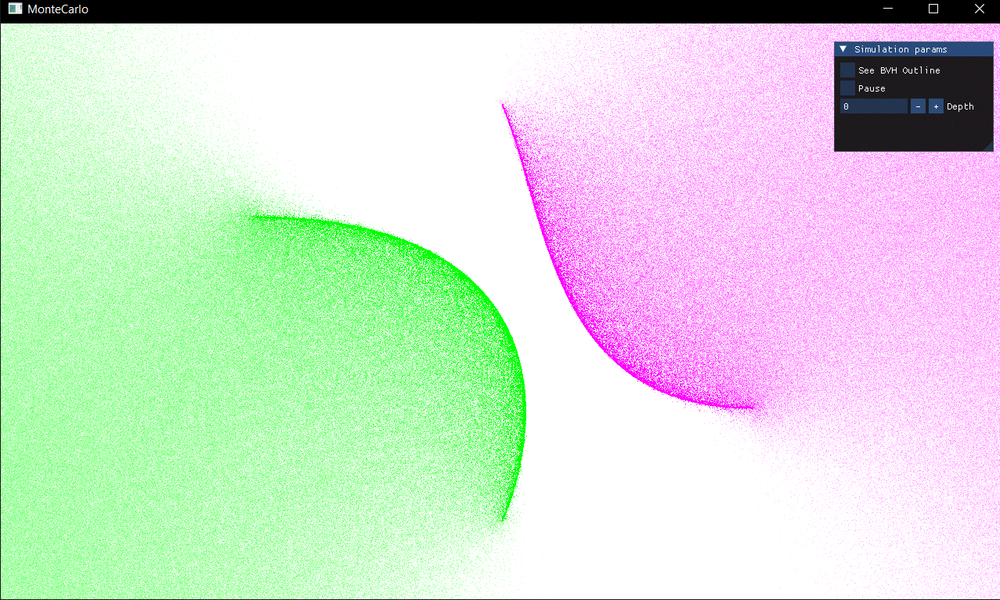 MonteCarlo
Simulation params
See BVH Outline
Pause
0 - + Depth